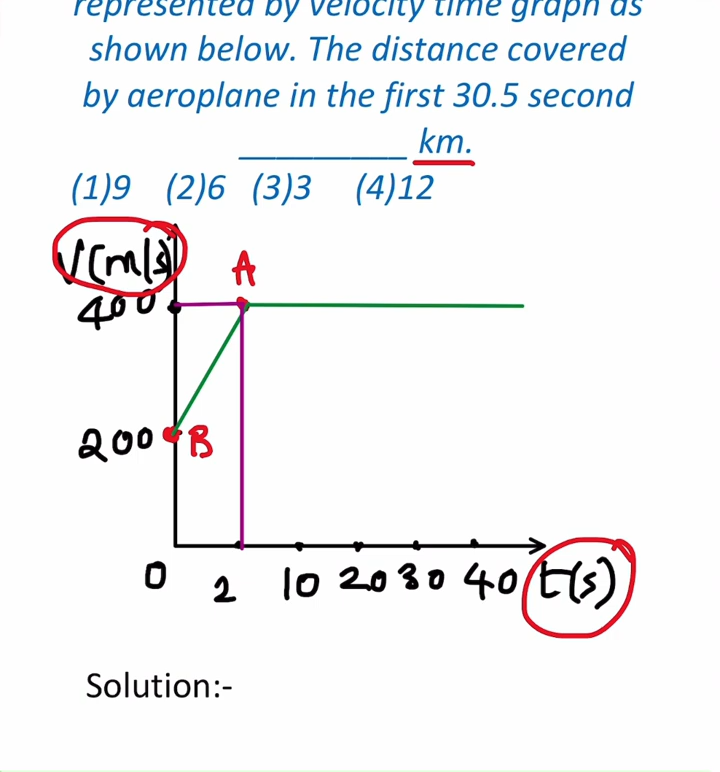 represented by velocity time graph as
shown below. The distance covered
by aeroplane in the first 30.5 second
__________ km.
(1)9 (2)6 (3)3 (4)12
V(m/s)
A
400
200
B
0 2 10 20 30 40 t(s)
Solution:-